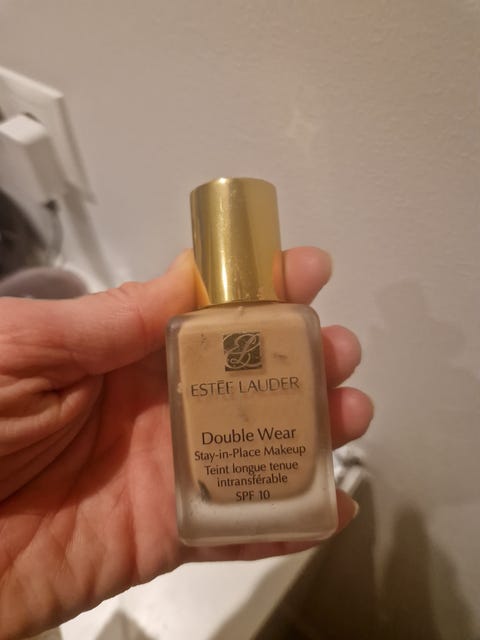 ESTĒE LAUDER
Double Wear
Stay-in-Place Makeup
Teint longue tenue
intransférable
SPF 10